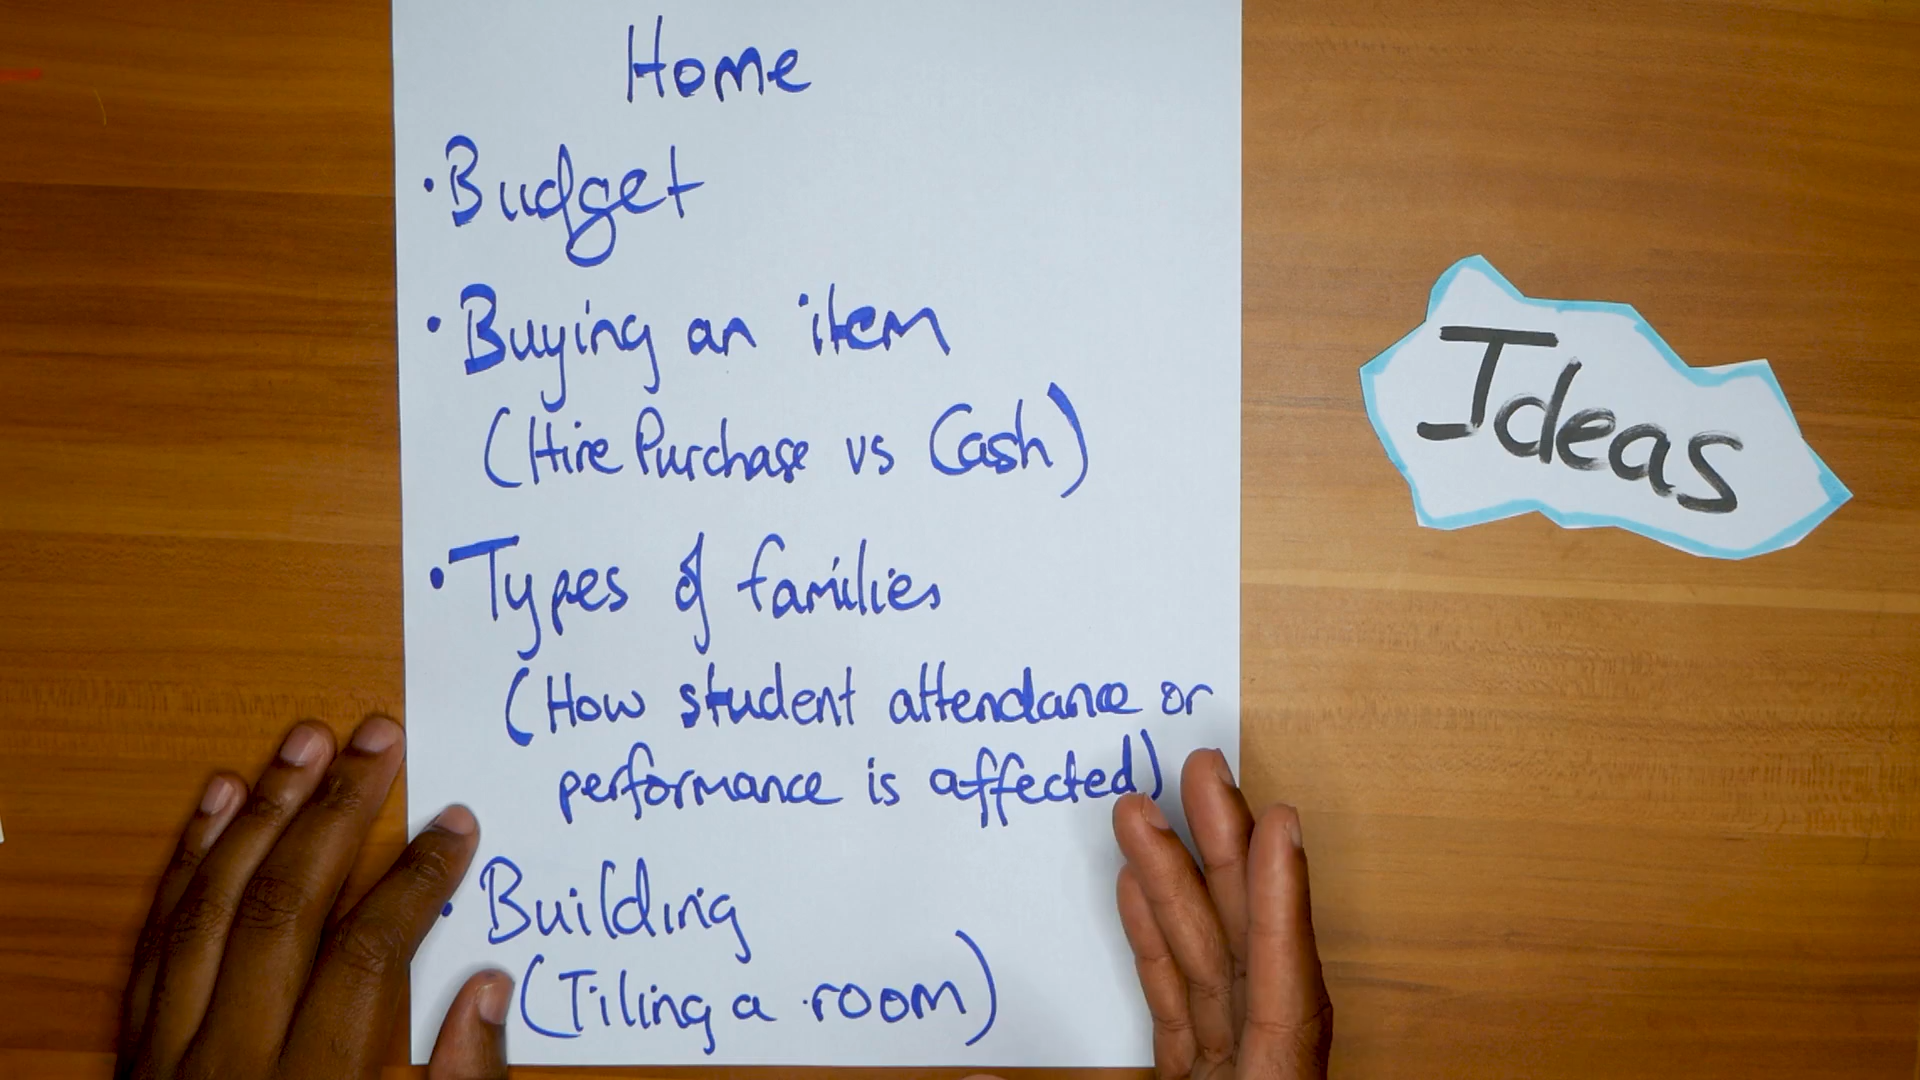 Home
• Budget
• Buying an item
(Hire Purchase vs Cash)
• Types of families
(How student attendance or
performance is affected)
• Building
(Tiling a room)
Ideas